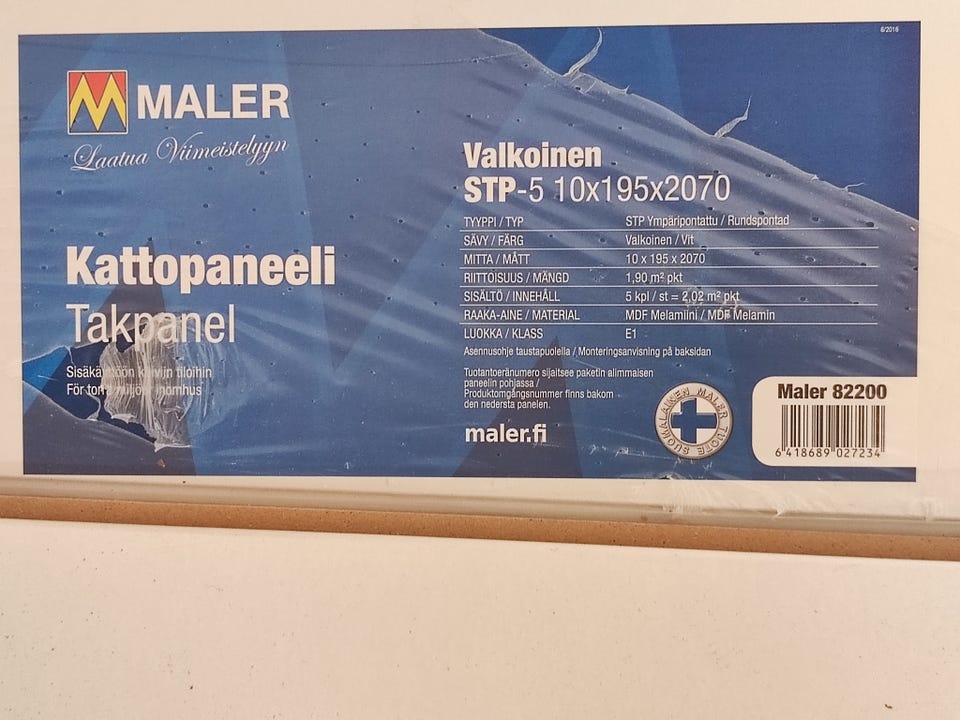 6/2016
MALER
Laatua Viimeistelyyn
Kattopaneeli
Takpanel
Sisäkäyttöön kuiviin tiloihin
För torra miljöer inomhus
Valkoinen
STP-5 10x195x2070
TYYPPI / TYP STP Ympäripontattu / Rundspontad
SÄVY / FÄRG Valkoinen / Vit
MITTA / MÅTT 10 x 195 x 2070
RIITTOISUUS / MÄNGD 1,90 m² pkt
SISÄLTÖ / INNEHÅLL 5 kpl / st = 2,02 m² pkt
RAAKA-AINE / MATERIAL MDF Melamiini / MDF Melamin
LUOKKA / KLASS E1
Asennusohje taustapuolella / Monteringsanvisning på baksidan
Tuotantoeränumero sijaitsee paketin alimmaisen
paneelin pohjassa /
Produktomgångsnummer finns bakom
den nedersta panelen.
maler.fi
SUOMALAINEN MALER TUOTE
Maler 82200
6 418689 027234